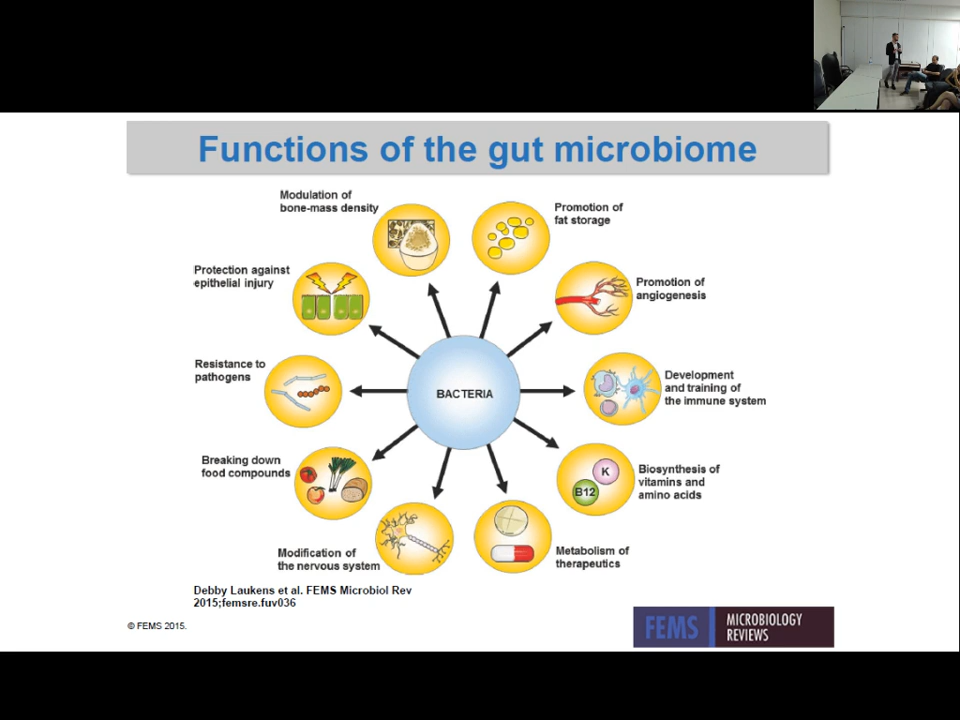 Functions of the gut microbiome
Modulation of
bone-mass density
Promotion of
fat storage
Protection against
epithelial injury
Promotion of
angiogenesis
Resistance to
pathogens
BACTERIA
Development
and training of
the immune system
Breaking down
food compounds
K
B12
Biosynthesis of
vitamins and
amino acids
Modification of
the nervous system
Metabolism of
therapeutics
Debby Laukens et al. FEMS Microbiol Rev
2015;femsre.fuv036
© FEMS 2015.
FEMS
MICROBIOLOGY
REVIEWS